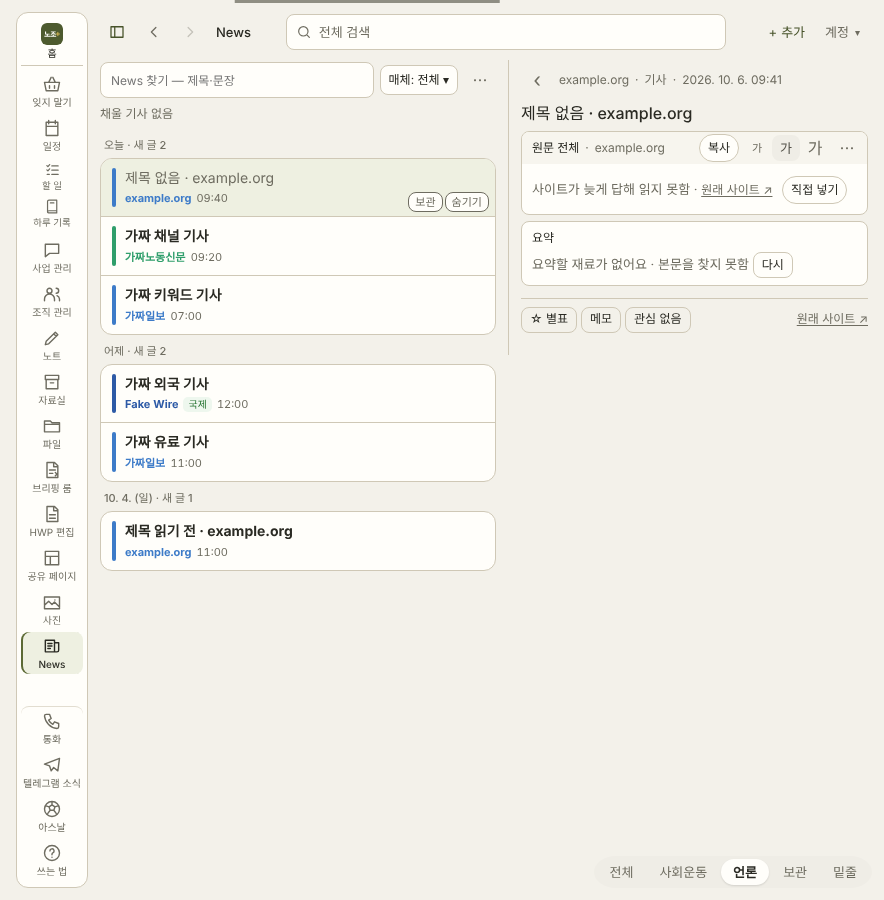 노조+
홈
잊지 말기
일정
할 일
하루 기록
사업 관리
조직 관리
노트
자료실
파일
브리핑 룸
HWP 편집
공유 페이지
사진
News
통화
텔레그램 소식
아스날
쓰는 법
News
전체 검색
+ 추가
계정 ▾
News 찾기 — 제목·문장
매체: 전체 ▾
···
채울 기사 없음
오늘 · 새 글 2
제목 없음 · example.org
example.org 09:40
보관 숨기기
가짜 채널 기사
가짜노동신문 09:20
가짜 키워드 기사
가짜일보 07:00
어제 · 새 글 2
가짜 외국 기사
Fake Wire 국제 12:00
가짜 유료 기사
가짜일보 11:00
10. 4. (일) · 새 글 1
제목 읽기 전 · example.org
example.org 11:00
example.org · 기사 · 2026. 10. 6. 09:41
제목 없음 · example.org
원문 전체 · example.org 복사 가 가 가 ···
사이트가 늦게 답해 읽지 못함 · 원래 사이트 ↗ 직접 넣기
요약
요약할 재료가 없어요 · 본문을 찾지 못함 다시
☆ 별표 메모 관심 없음 원래 사이트 ↗
전체 사회운동 언론 보관 밑줄